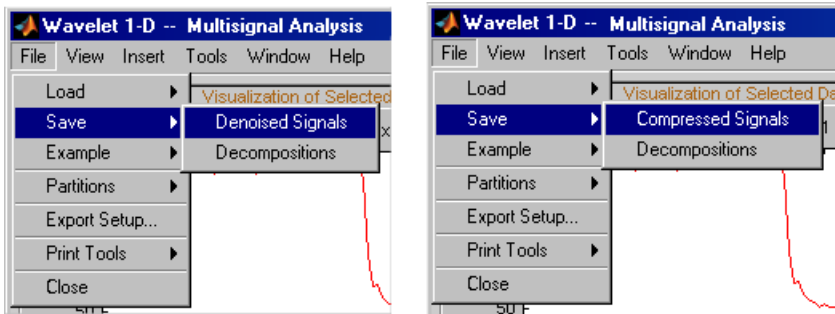 Wavelet 1-D -- Multisignal Analysis
File View Insert Tools Window Help
Load
Visualization of Selected
Save
Denoised Signals
Example
Decompositions
Partitions
Export Setup...
Print Tools
Close
Wavelet 1-D -- Multisignal Analysis
File View Insert Tools Window Help
Load
Visualization of Selected Da
Save
Compressed Signals
Example
Decompositions
Partitions
Export Setup...
Print Tools
Close